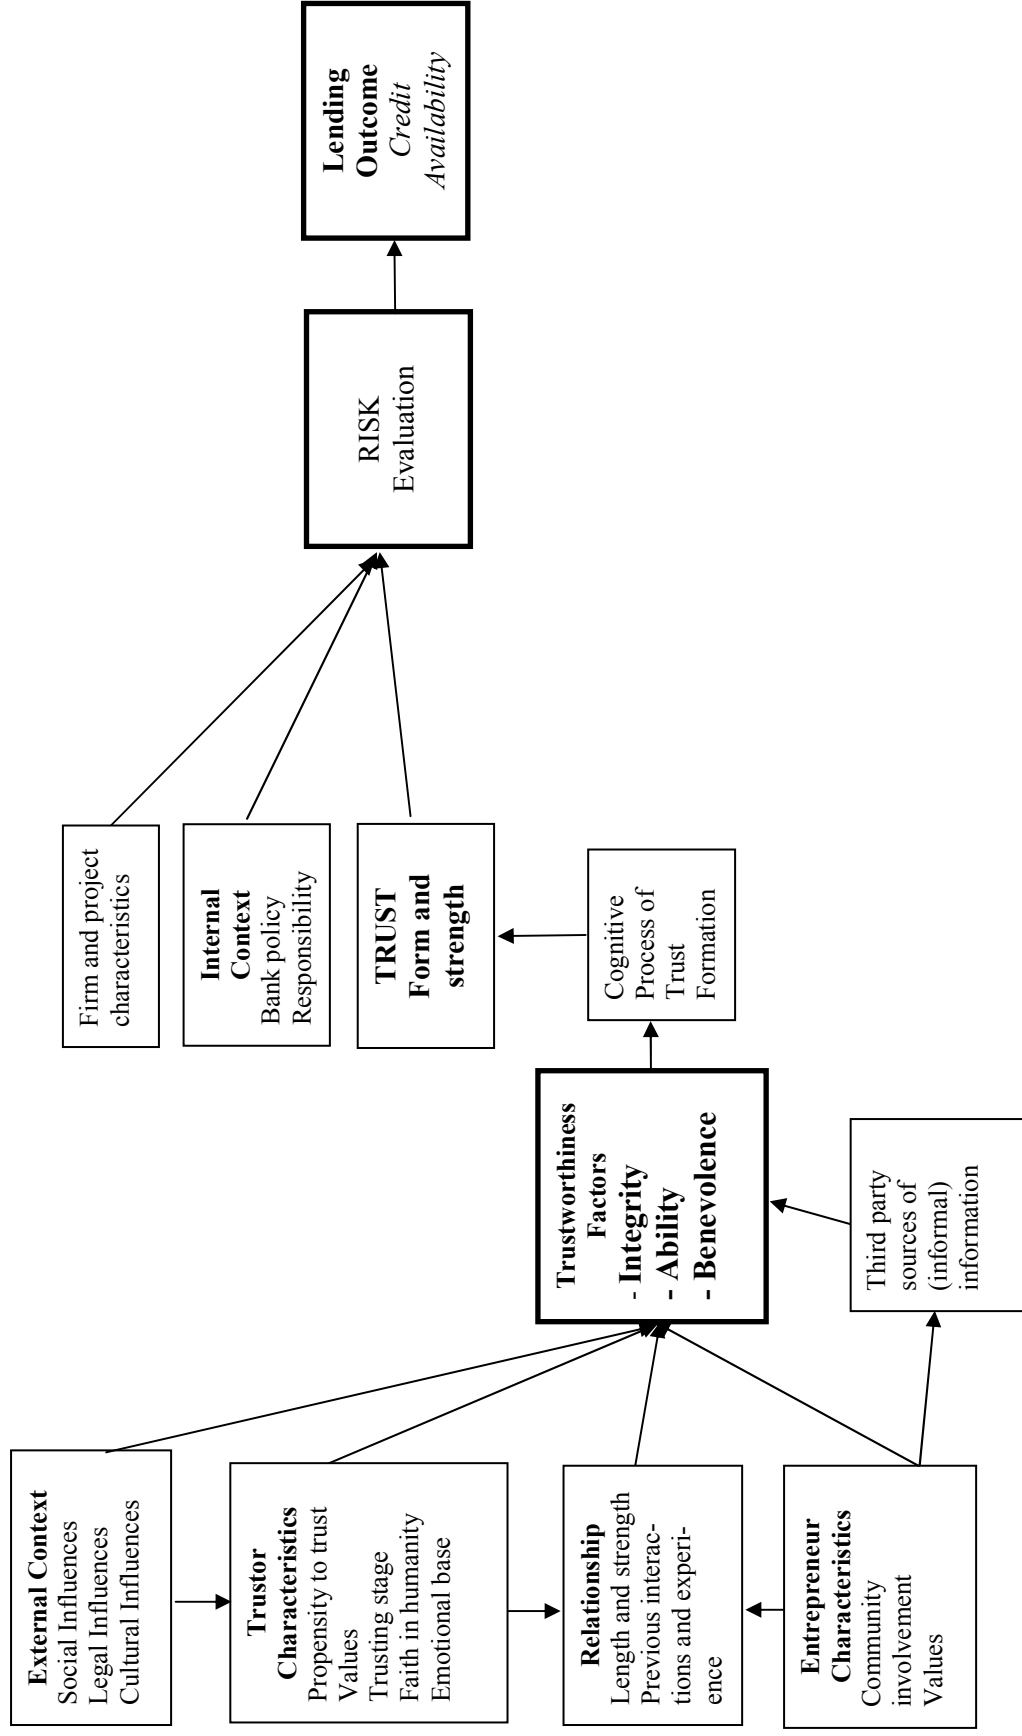 External Context
Social Influences
Legal Influences
Cultural Influences
Trustor
Characteristics
Propensity to trust
Values
Trusting stage
Faith in humanity
Emotional base
Relationship
Length and strength
Previous interac-
tions and experi-
ence
Entrepreneur
Characteristics
Community
involvement
Values
Trustworthiness
Factors
- Integrity
- Ability
- Benevolence
Third party
sources of
(informal)
information
Cognitive
Process of
Trust
Formation
Firm and project
characteristics
Internal
Context
Bank policy
Responsibility
TRUST
Form and
strength
RISK
Evaluation
Lending
Outcome
Credit
Availability